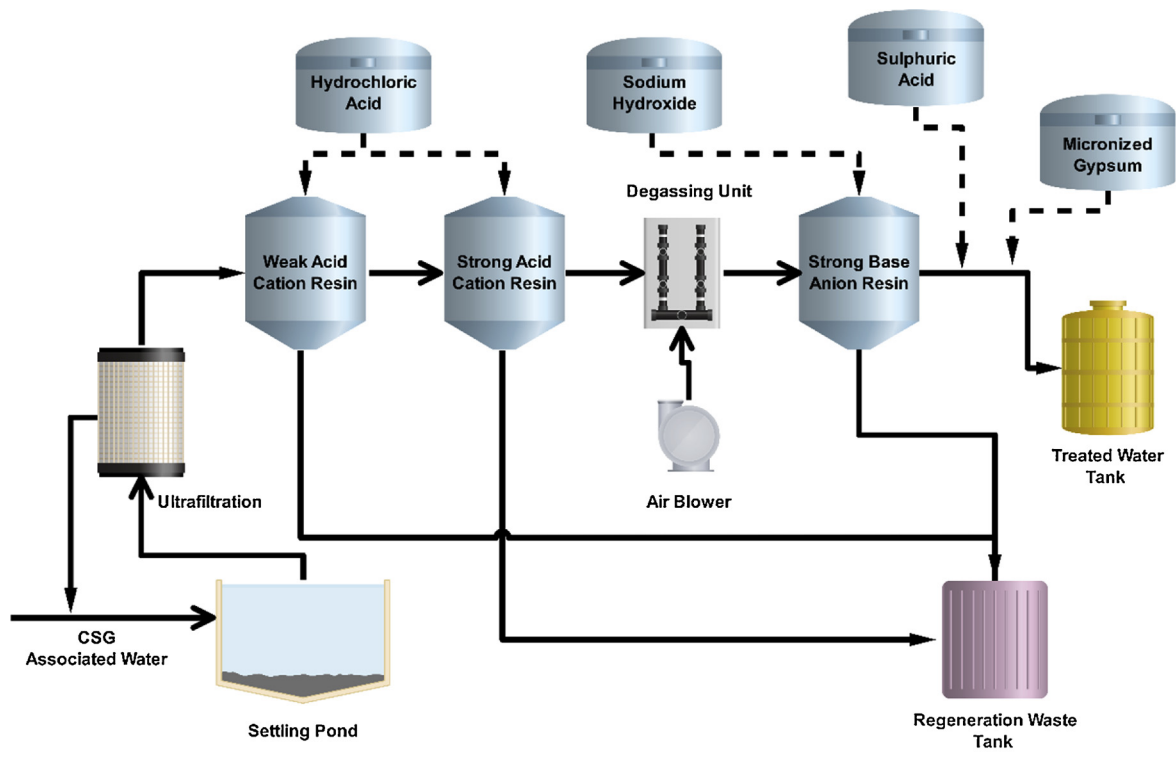 Hydrochloric
Acid
Sodium
Hydroxide
Sulphuric
Acid
Micronized
Gypsum
Degassing Unit
Weak Acid
Cation Resin
Strong Acid
Cation Resin
Strong Base
Anion Resin
Treated Water
Tank
Ultrafiltration
Air Blower
CSG
Associated Water
Settling Pond
Regeneration Waste
Tank